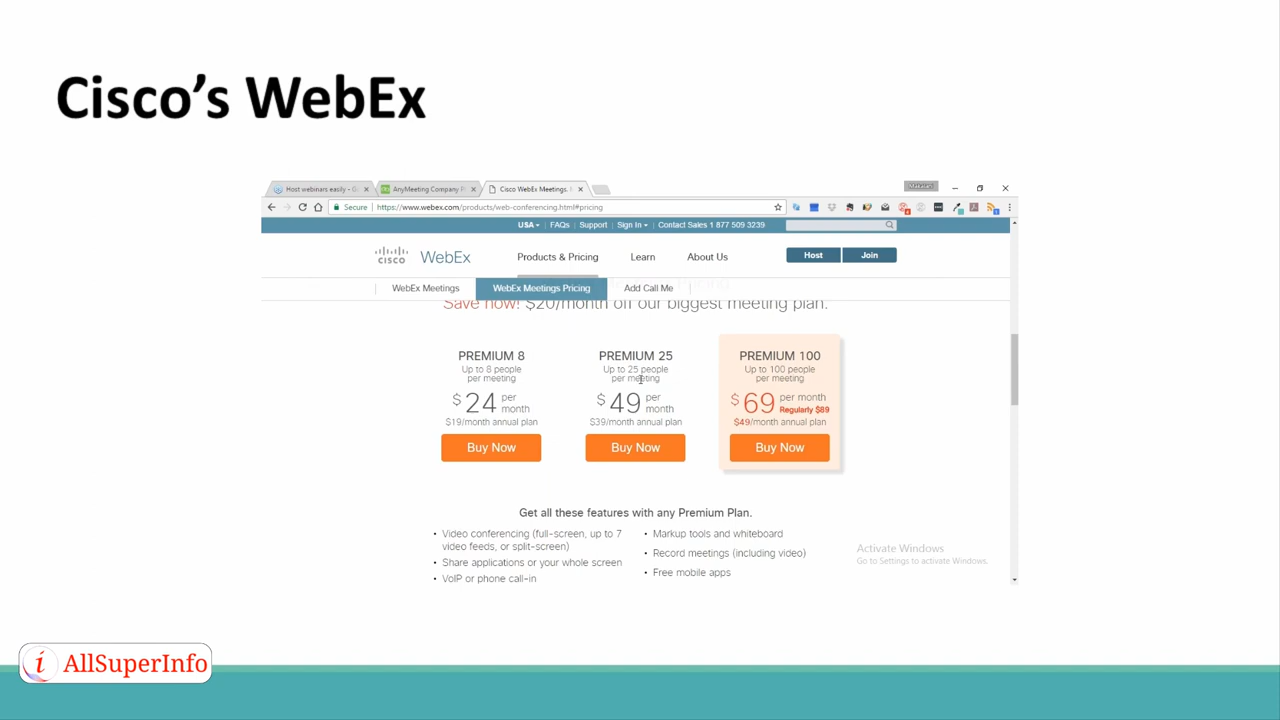 Cisco's WebEx
Host webinars easily - G
AnyMeeting Company P
Cisco WebEx Meetings.
Secure https://www.webex.com/products/web-conferencing.html#pricing
USA FAQs Support Sign In Contact Sales 1 877 509 3239
CISCO WebEx Products & Pricing Learn About Us Host Join
WebEx Meetings WebEx Meetings Pricing Add Call Me
Save now! $20/month off our biggest meeting plan.
PREMIUM 8
Up to 8 people
per meeting
$ 24 per
month
$19/month annual plan
Buy Now
PREMIUM 25
Up to 25 people
per meeting
$ 49 per
month
$39/month annual plan
Buy Now
PREMIUM 100
Up to 100 people
per meeting
$ 69 per month
Regularly $89
$49/month annual plan
Buy Now
Get all these features with any Premium Plan.
• Video conferencing (full-screen, up to 7
video feeds, or split-screen)
• Share applications or your whole screen
• VoIP or phone call-in
• Markup tools and whiteboard
• Record meetings (including video)
• Free mobile apps
Activate Windows
Go to Settings to activate Windows.
i AllSuperInfo